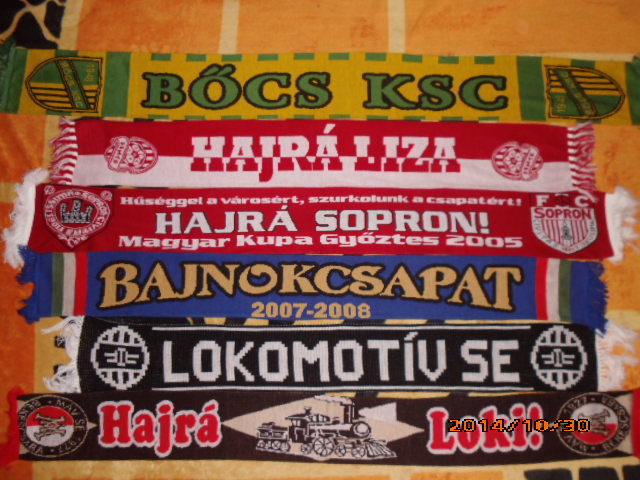 BŐCS KSC
HAJRÁ LIZA
Hűséggel a városért, szurkolunk a csapatért!
HAJRÁ SOPRON!
Magyar Kupa Győztes 2005
F C
SOPRON
BAJNOKCSAPAT
2007-2008
LOKOMOTÍV SE
Hajrá Loki!
2014/10/30